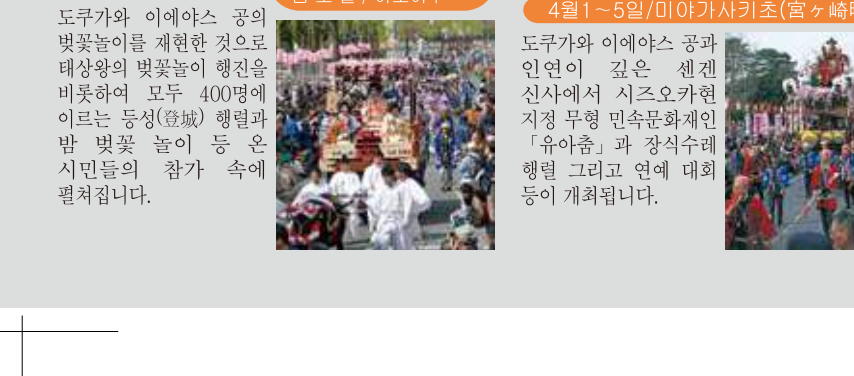 도쿠가와 이에야스 공의
벚꽃놀이를 재현한 것으로
태상왕의 벚꽃놀이 행진을
비롯하여 모두 400명에
이르는 등성(登城) 행렬과
밤 벚꽃 놀이 등 온
시민들의 참가 속에
펼쳐집니다.
4월1~5일/미야가사키초(宮ヶ崎町
도쿠가와 이에야스 공과
인연이 깊은 센겐
신사에서 시즈오카현
지정 무형 민속문화재인
「유아춤」과 장식수레
행렬 그리고 연예 대회
등이 개최됩니다.